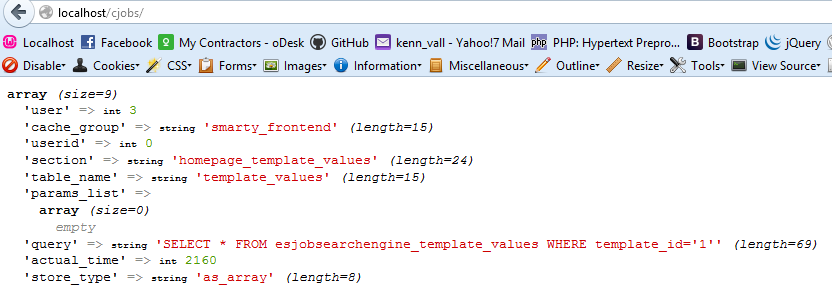 localhost/cjobs/
Localhost Facebook My Contractors - oDesk GitHub kenn_vall - Yahoo!7 Mail php PHP: Hypertext Prepro... B Bootstrap jQuery
Disable Cookies CSS Forms Images Information Miscellaneous Outline Resize Tools View Source
array (size=9)
'user' => int 3
'cache_group' => string 'smarty_frontend' (length=15)
'userid' => int 0
'section' => string 'homepage_template_values' (length=24)
'table_name' => string 'template_values' (length=15)
'params_list' =>
array (size=0)
empty
'query' => string 'SELECT * FROM esjobsearchengine_template_values WHERE template_id='1'' (length=69)
'actual_time' => int 2160
'store_type' => string 'as_array' (length=8)